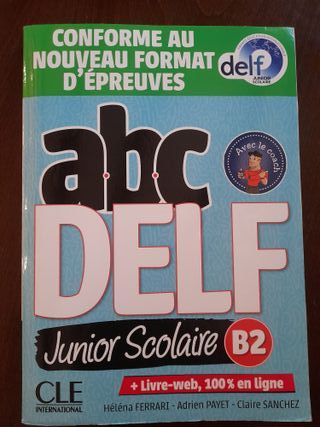 CONFORME AU
NOUVEAU FORMAT
D'ÉPREUVES
delf
JUNIOR
SCOLAIRE
a.b.c
Avec le coach
DELF
Junior Scolaire B2
+ Livre-web, 100% en ligne
Héléna FERRARI - Adrien PAYET - Claire SANCHEZ
CLE
INTERNATIONAL